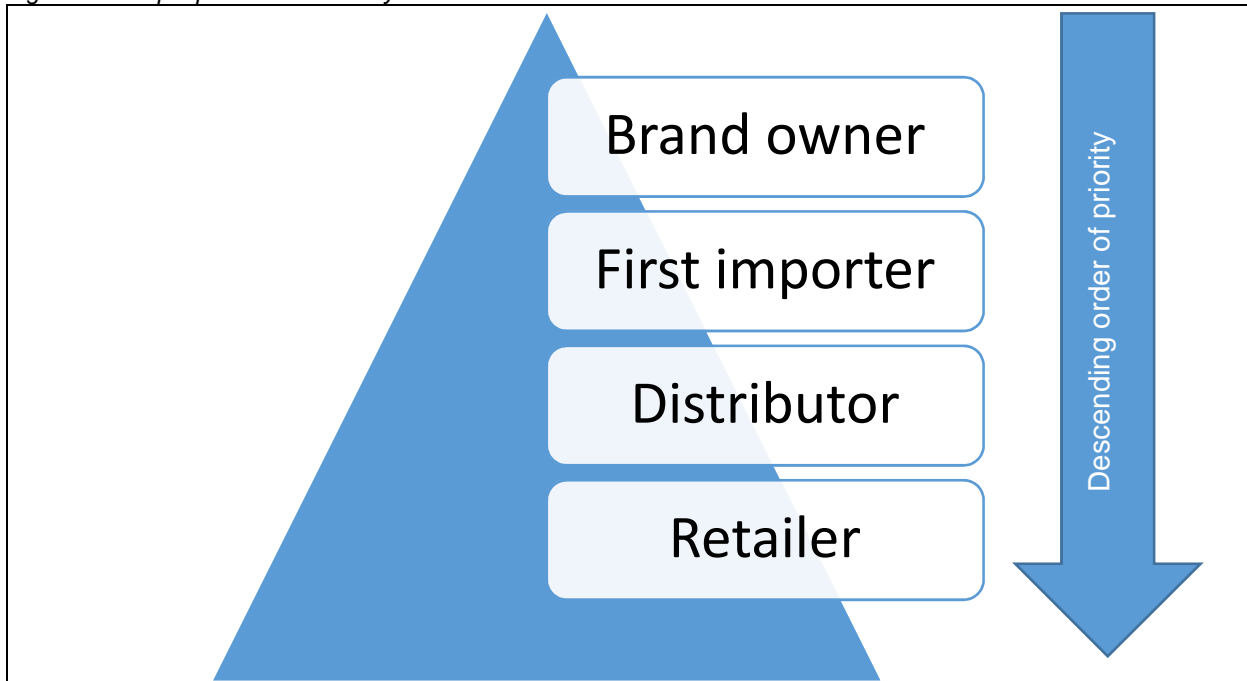 Brand owner
First importer
Distributor
Retailer
Descending order of priority